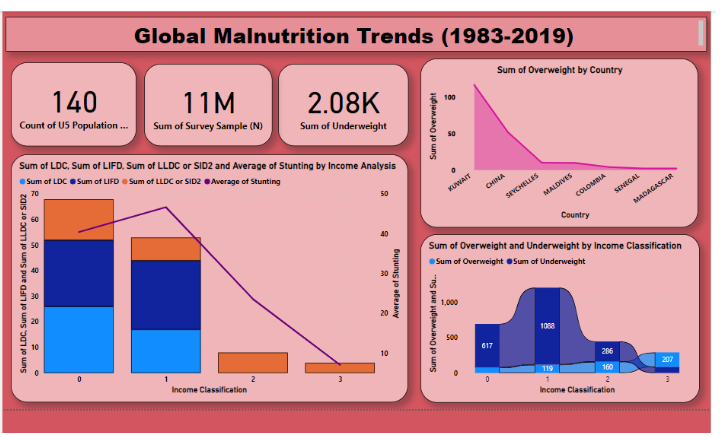 Global Malnutrition Trends (1983-2019)
140
Count of U5 Population ...
11M
Sum of Survey Sample (N)
2.08K
Sum of Underweight
Sum of Overweight by Country
Sum of Overweight
100
50
0
KUWAIT
CHINA
SEYCHELLES
MALDIVES
COLOMBIA
SENEGAL
MADAGASCAR
Country
Sum of LDC, Sum of LIFD, Sum of LLDC or SID2 and Average of Stunting by Income Analysis
Sum of LDC Sum of LIFD Sum of LLDC or SID2 Average of Stunting
Sum of LDC, Sum of LIFD and Sum of LLDC or SID2
70
60
50
40
30
20
10
0
50
40
30
20
10
Average of Stunting
0 1 2 3
Income Classification
Sum of Overweight and Underweight by Income Classification
Sum of Overweight Sum of Underweight
Sum of Overweight and Su...
1,000
500
0
617
1088
119
286
160
207
0 1 2 3
Income Classification